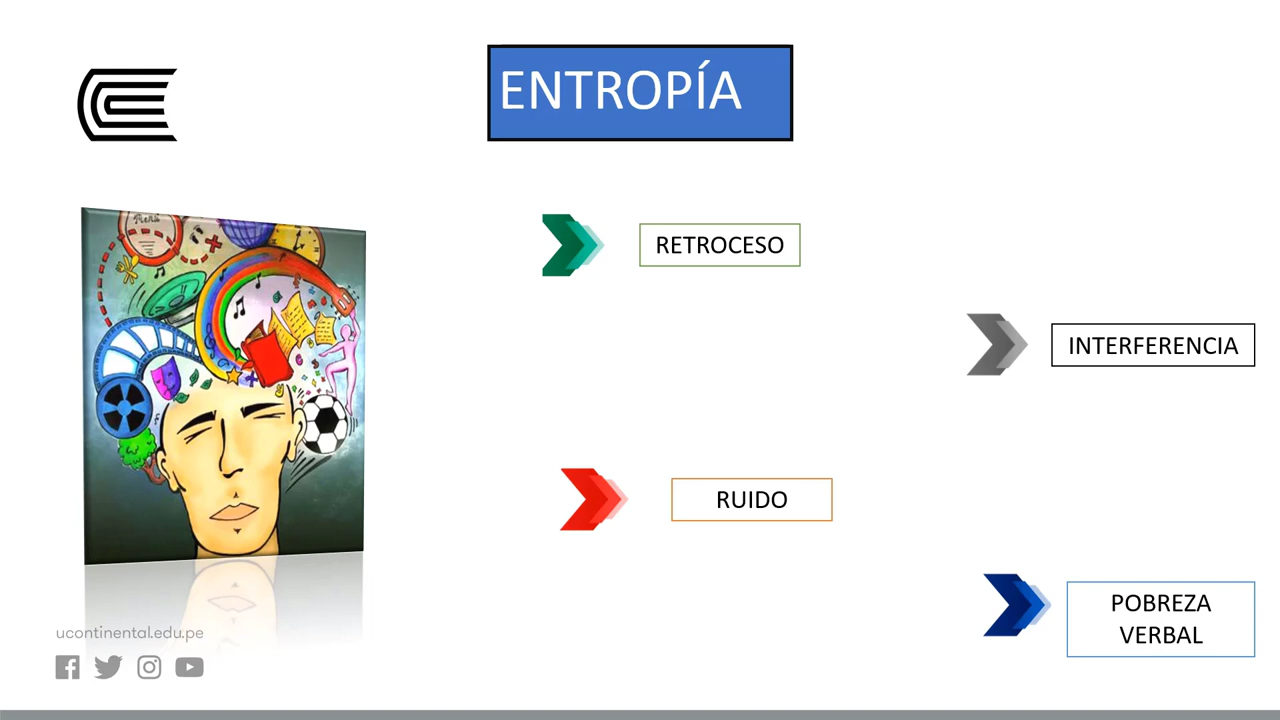 ENTROPÍA
RETROCESO
INTERFERENCIA
RUIDO
POBREZA
VERBAL
ucontinental.edu.pe